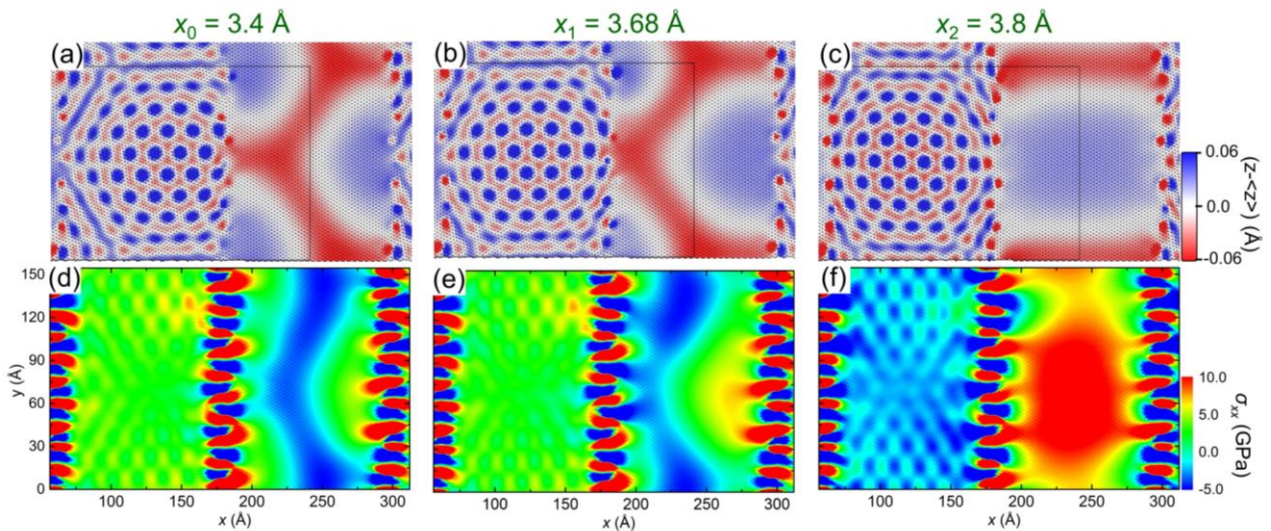 x₀ = 3.4 Å
x₁ = 3.68 Å
x₂ = 3.8 Å
(a)
(b)
(c)
0.06
0.0
-0.06
(z-<z>) (Å)
(d)
(e)
(f)
150
120
90
60
30
0
y (Å)
100 150 200 250 300
x (Å)
100 150 200 250 300
x (Å)
100 150 200 250 300
x (Å)
10.0
5.0
0.0
-5.0
σxx (GPa)